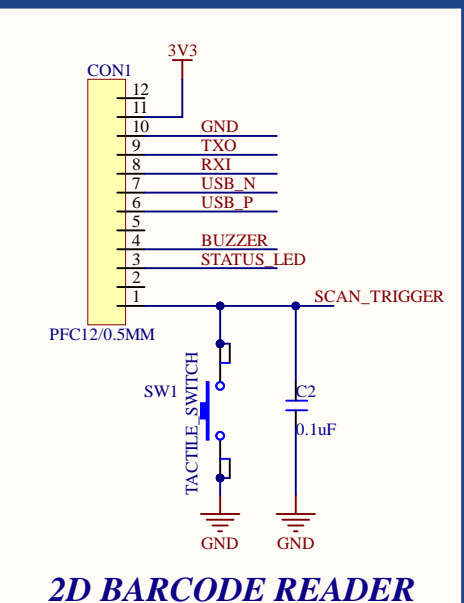 3V3
CON1
12
11
10 GND
9 TXO
8 RXI
7 USB_N
6 USB_P
5
4 BUZZER
3 STATUS_LED
2
1 SCAN_TRIGGER
PFC12/0.5MM
SW1
TACTILE_SWITCH
C2
0.1uF
GND
GND
2D BARCODE READER